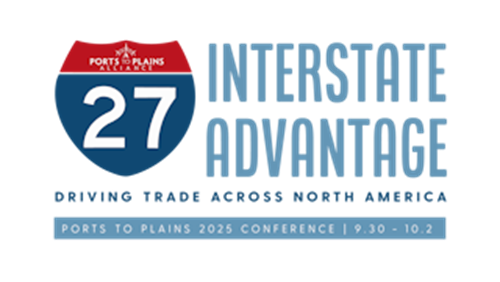 PORTS TO PLAINS
ALLIANCE
27
INTERSTATE
ADVANTAGE
DRIVING TRADE ACROSS NORTH AMERICA
PORTS TO PLAINS 2025 CONFERENCE | 9.30 - 10.2